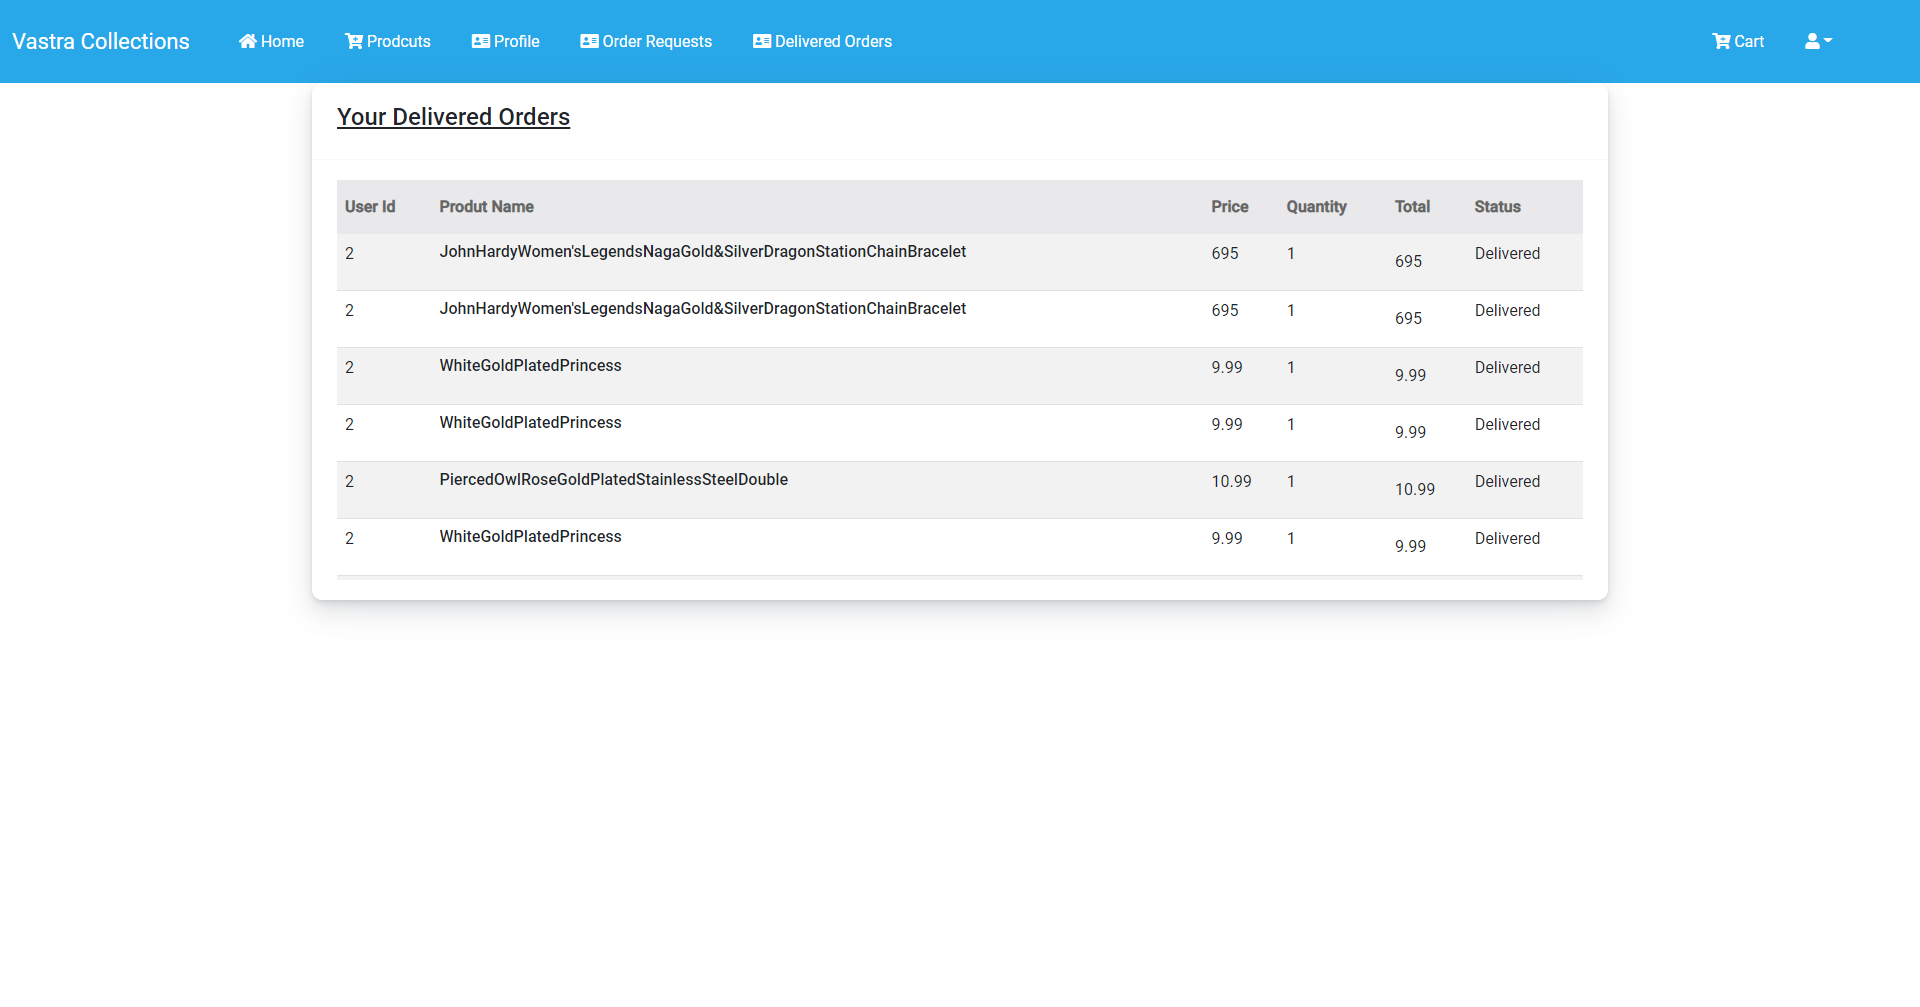 Vastra Collections Home Prodcuts Profile Order Requests Delivered Orders Cart
Your Delivered Orders
User Id Produt Name Price Quantity Total Status
2 JohnHardyWomen'sLegendsNagaGold&SilverDragonStationChainBracelet 695 1 695 Delivered
2 JohnHardyWomen'sLegendsNagaGold&SilverDragonStationChainBracelet 695 1 695 Delivered
2 WhiteGoldPlatedPrincess 9.99 1 9.99 Delivered
2 WhiteGoldPlatedPrincess 9.99 1 9.99 Delivered
2 PiercedOwlRoseGoldPlatedStainlessSteelDouble 10.99 1 10.99 Delivered
2 WhiteGoldPlatedPrincess 9.99 1 9.99 Delivered